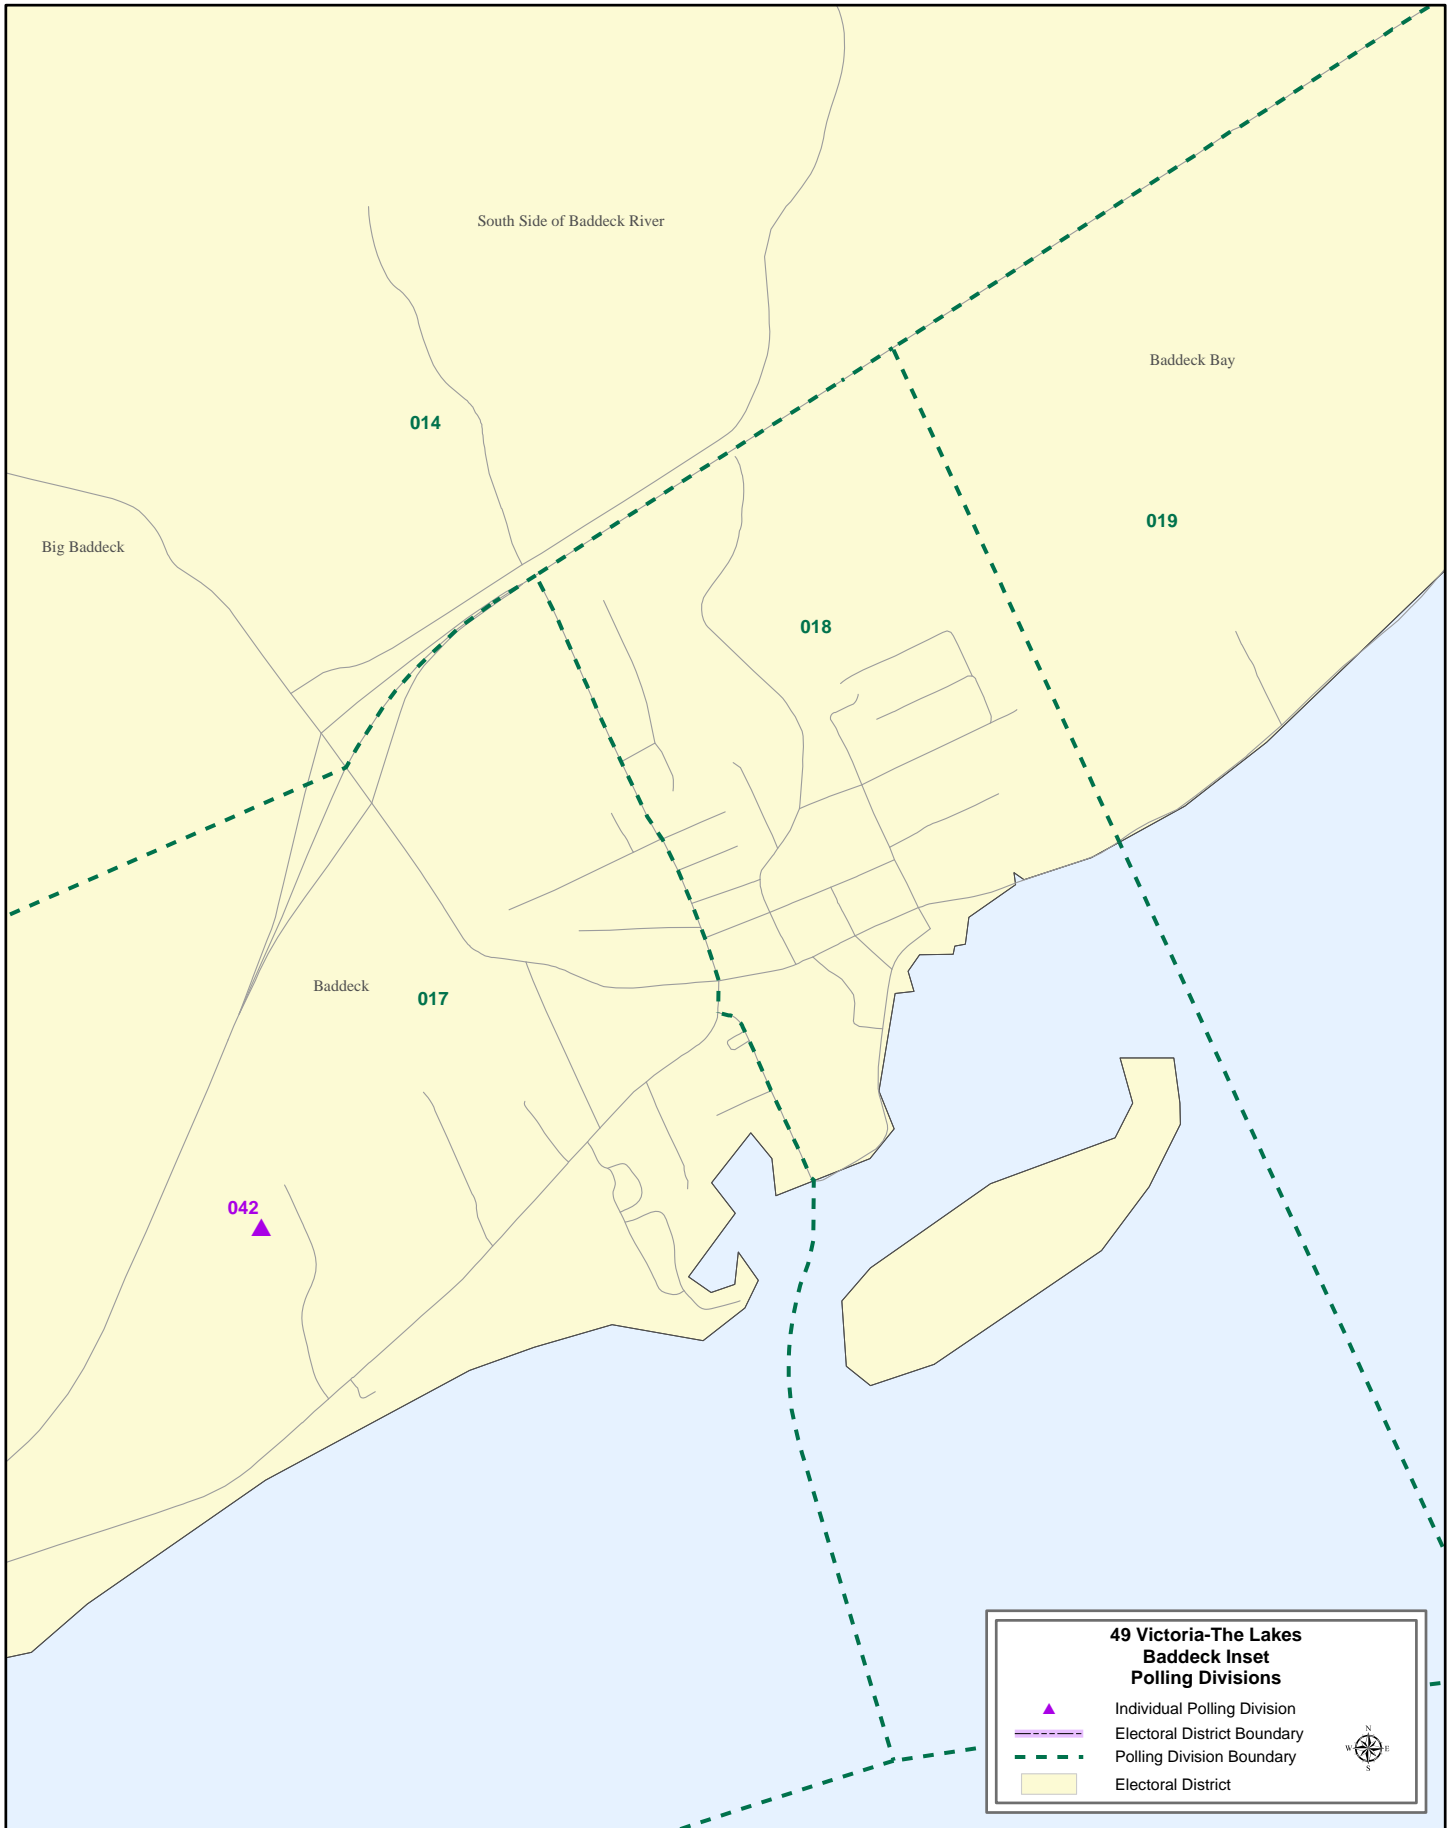 South Side of Baddeck River
Baddeck Bay
014
019
Big Baddeck
018
Baddeck
017
042
49 Victoria-The Lakes
Baddeck Inset
Polling Divisions
Individual Polling Division
Electoral District Boundary
Polling Division Boundary
Electoral District
N
W E
S